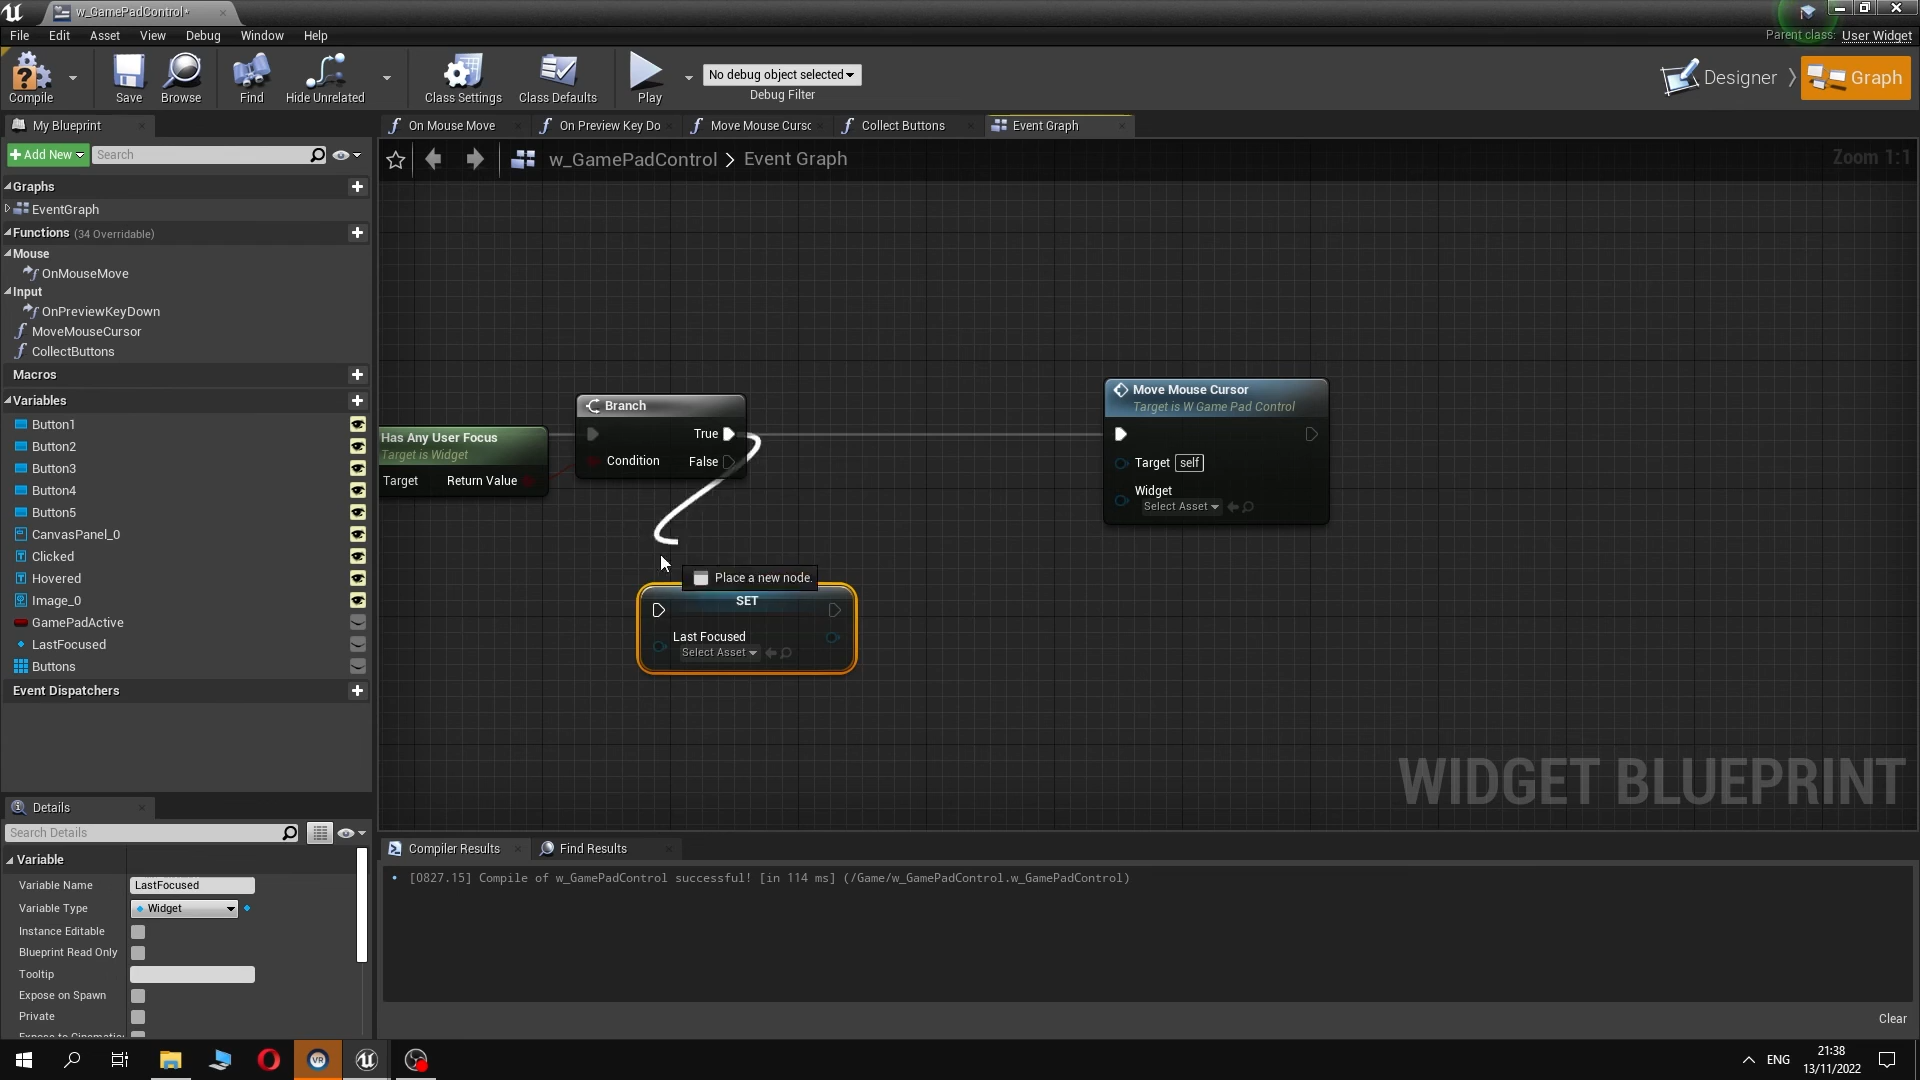 w_GamePadControl*
File Edit Asset View Debug Window Help
Parent class: User Widget
Compile Save Browse Find Hide Unrelated Class Settings Class Defaults Play
No debug object selected
Debug Filter
Designer Graph
My Blueprint
On Mouse Move On Preview Key Do Move Mouse Curso Collect Buttons Event Graph
Add New Search
w_GamePadControl > Event Graph
Zoom 1:1
Graphs
EventGraph
Functions (34 Overridable)
Mouse
OnMouseMove
Input
OnPreviewKeyDown
MoveMouseCursor
CollectButtons
Macros
Variables
Button1
Button2
Button3
Button4
Button5
CanvasPanel_0
Clicked
Hovered
Image_0
GamePadActive
LastFocused
Buttons
Event Dispatchers
Has Any User Focus
Target is Widget
Target Return Value
Branch
True
Condition False
Move Mouse Cursor
Target is W Game Pad Control
Target self
Widget
Select Asset
Place a new node.
SET
Last Focused
Select Asset
WIDGET BLUEPRINT
Details
Search Details
Variable
Variable Name LastFocused
Variable Type Widget
Instance Editable
Blueprint Read Only
Tooltip
Expose on Spawn
Private
Compiler Results Find Results
[0827.15] Compile of w_GamePadControl successful! [in 114 ms] (/Game/w_GamePadControl.w_GamePadControl)
Clear
VR
ENG
21:38
13/11/2022